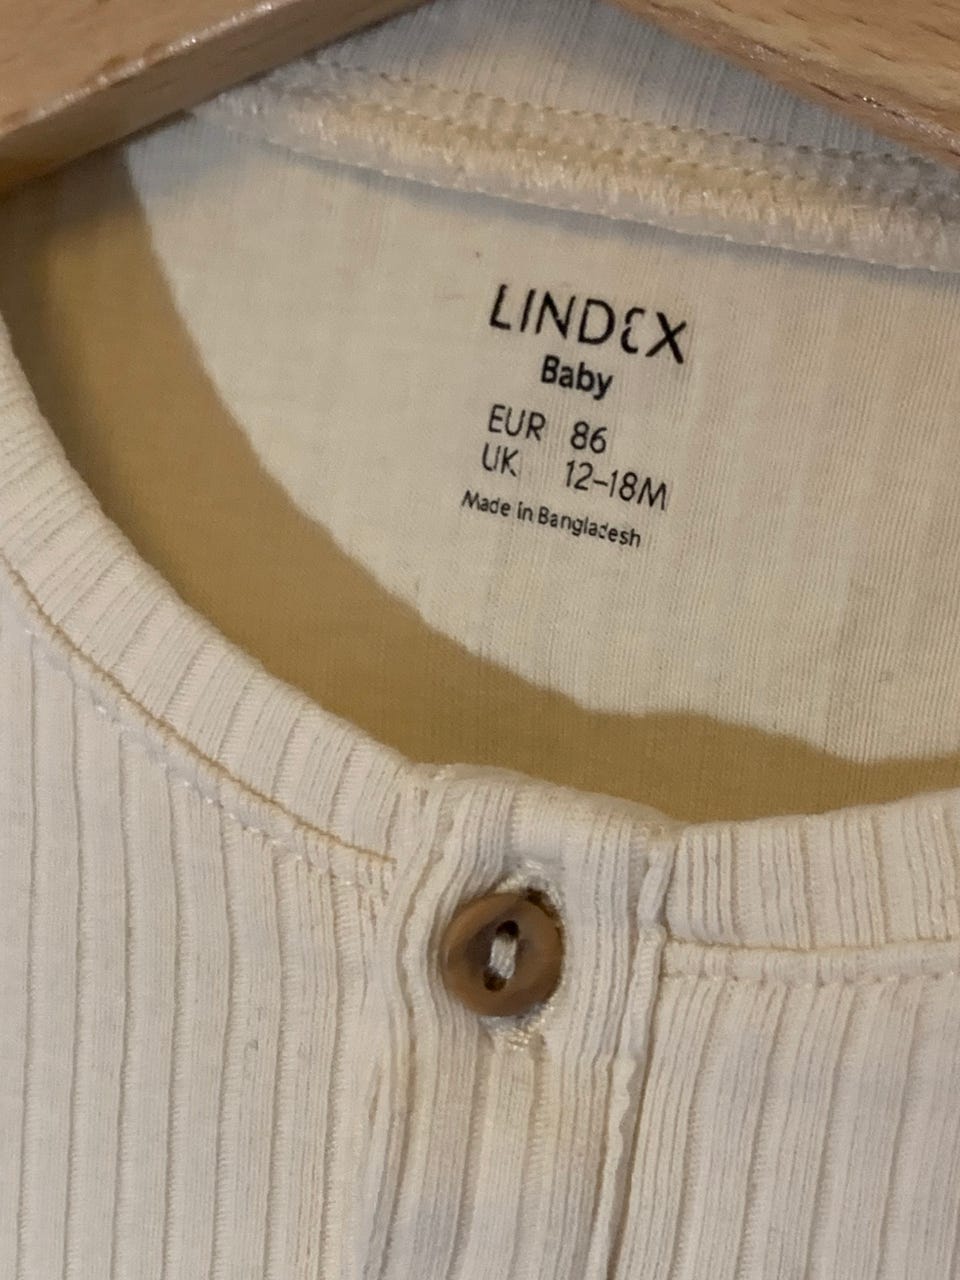 LINDEX
Baby
EUR 86
UK 12–18M
Made in Bangladesh